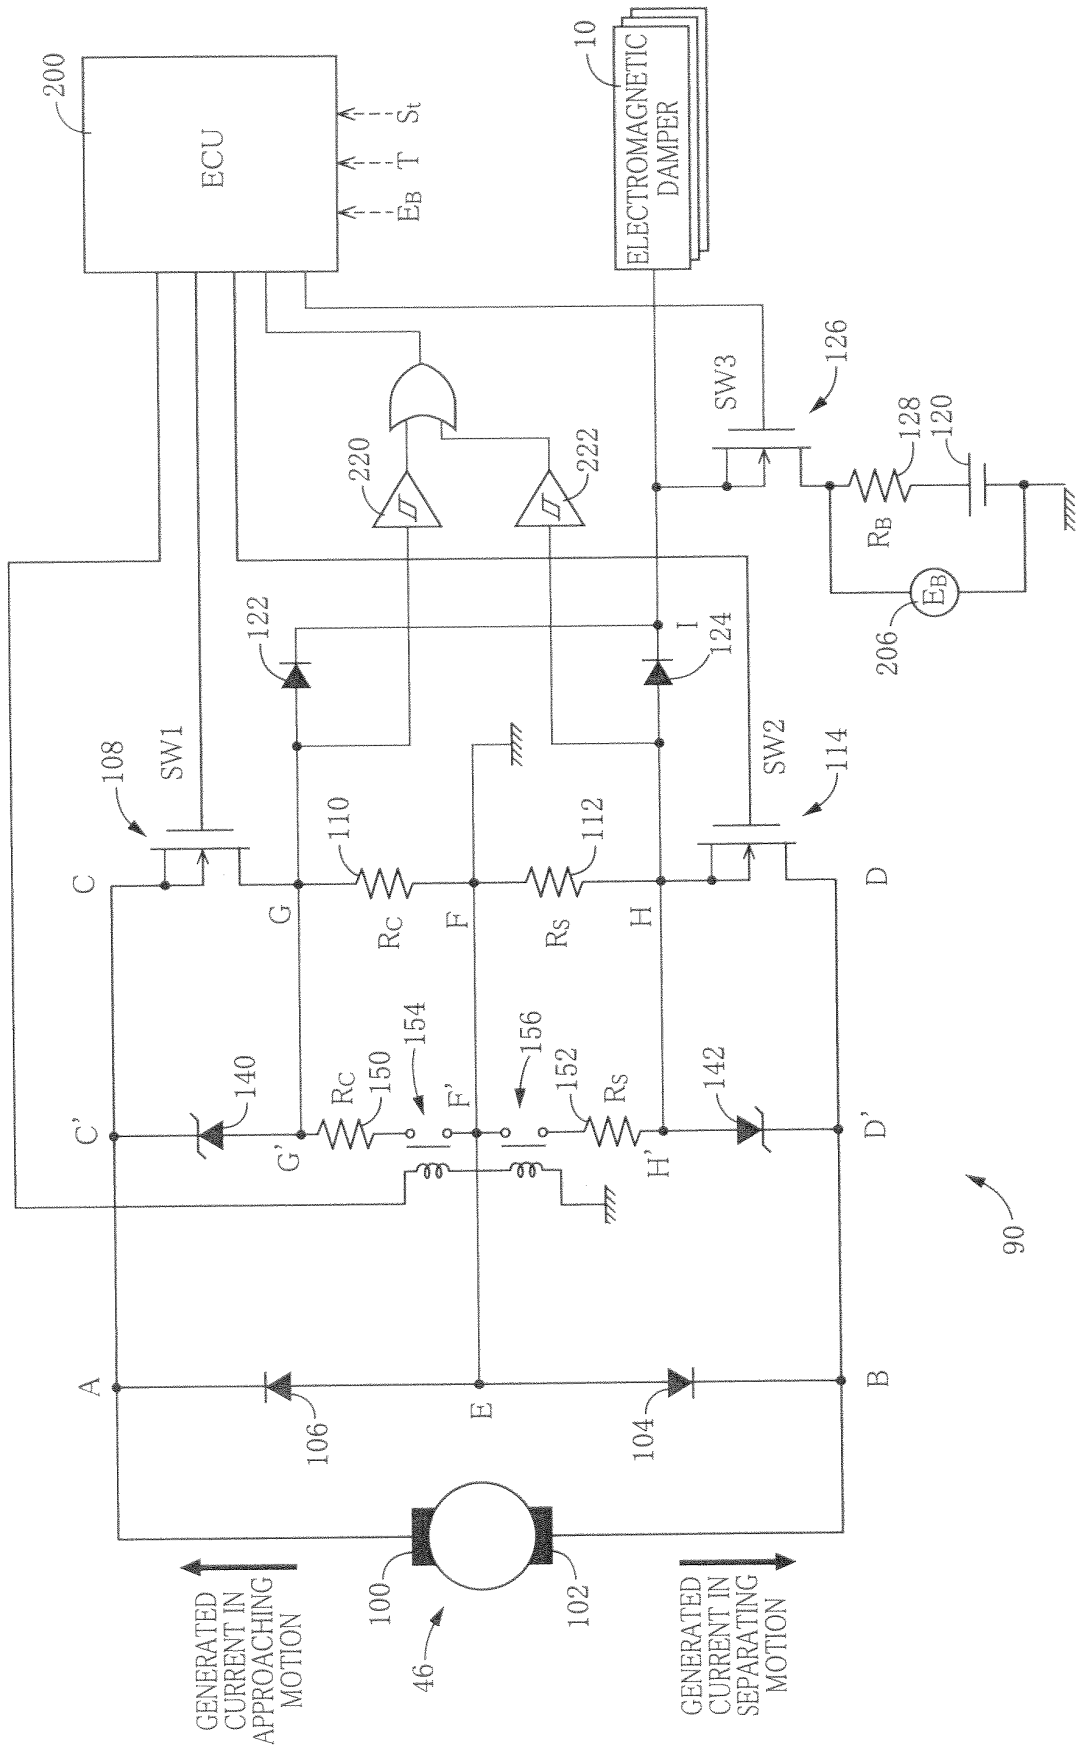 GENERATED
CURRENT IN
APPROACHING
MOTION
GENERATED
CURRENT IN
SEPARATING
MOTION
46
100
102
A
106
E
104
B
90
C'
140
G'
RC
150
154
F'
156
152
RS
H'
142
D'
C
108
SW1
G
110
RC
F
112
RS
H
SW2
114
D
122
124
I
220
222
206
EB
RB
128
120
SW3
126
200
ECU
EB
T
St
10
ELECTROMAGNETIC
DAMPER